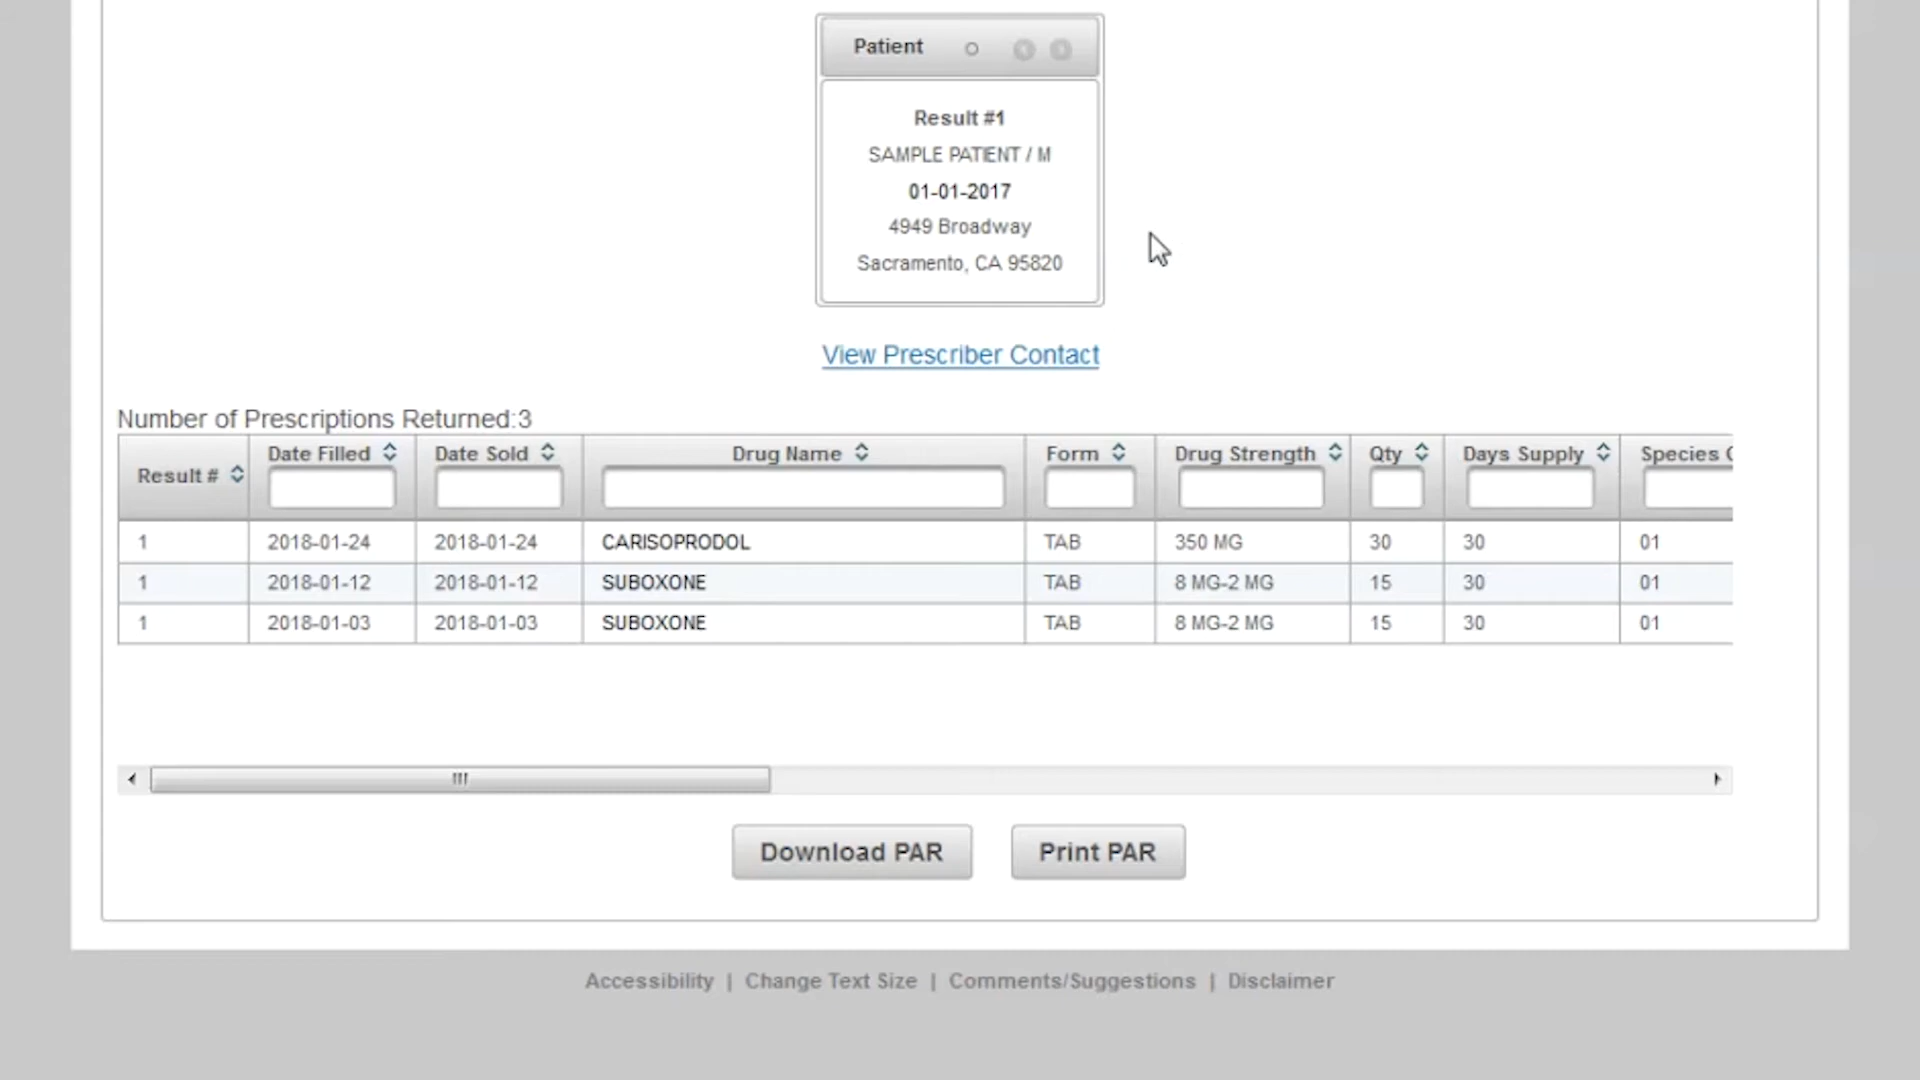 Patient
Result #1
SAMPLE PATIENT / M
01-01-2017
4949 Broadway
Sacramento, CA 95820
View Prescriber Contact
Number of Prescriptions Returned:3
Result # Date Filled Date Sold Drug Name Form Drug Strength Qty Days Supply Species
1 2018-01-24 2018-01-24 CARISOPRODOL TAB 350 MG 30 30 01
1 2018-01-12 2018-01-12 SUBOXONE TAB 8 MG-2 MG 15 30 01
1 2018-01-03 2018-01-03 SUBOXONE TAB 8 MG-2 MG 15 30 01
Download PAR Print PAR
Accessibility | Change Text Size | Comments/Suggestions | Disclaimer